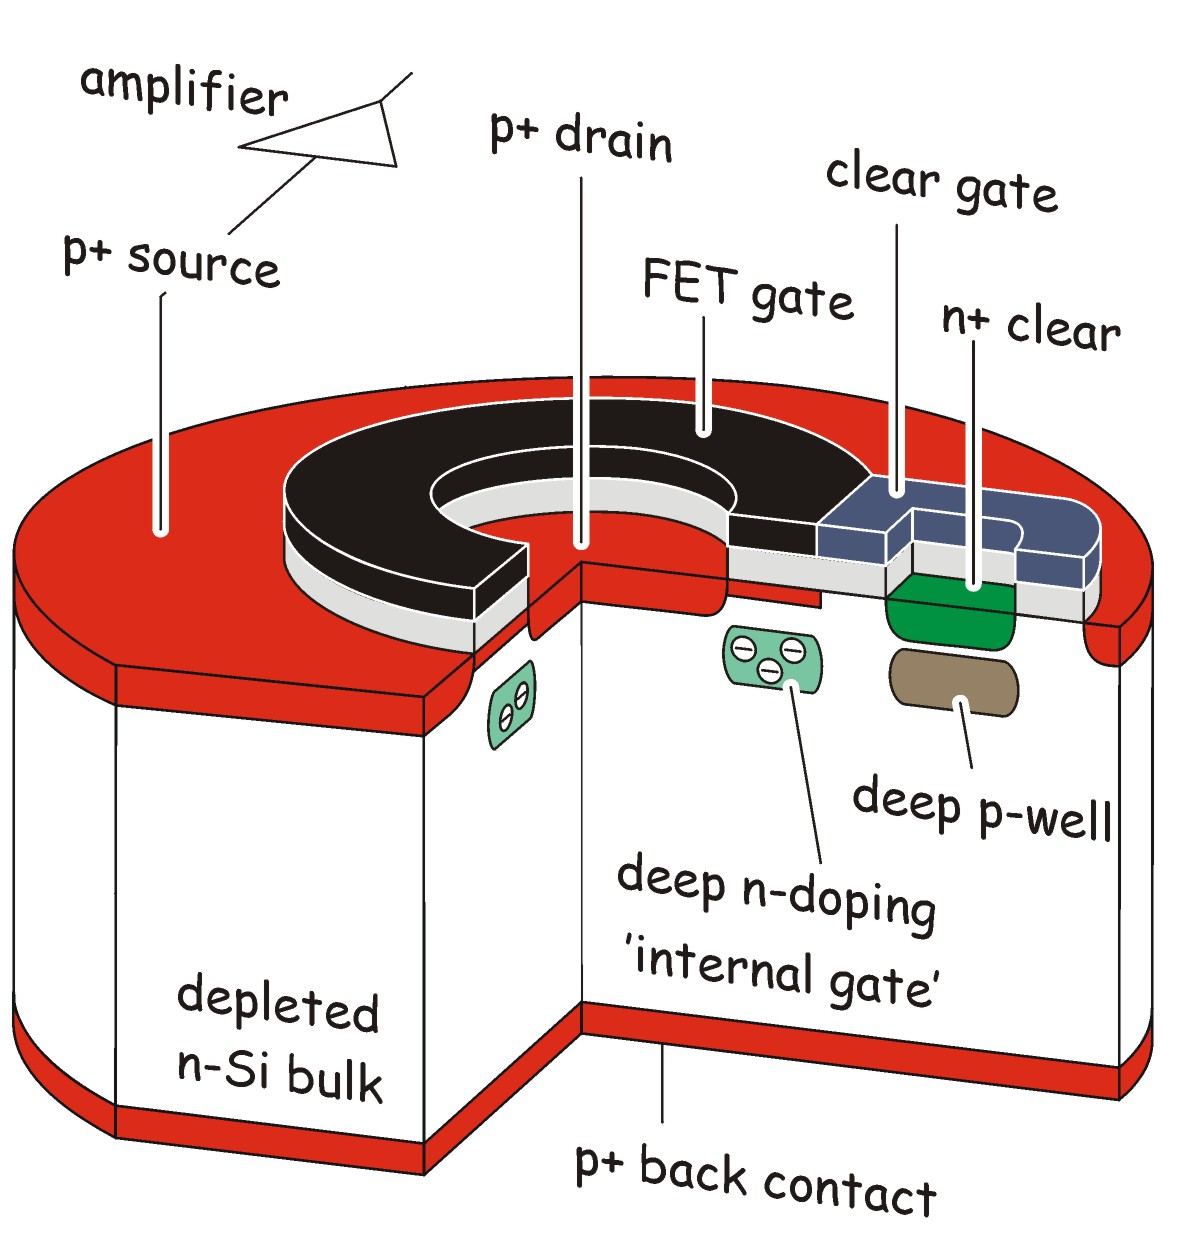 amplifier
p+ drain
clear gate
p+ source
FET gate
n+ clear
deep p-well
deep n-doping
'internal gate'
depleted
n-Si bulk
p+ back contact